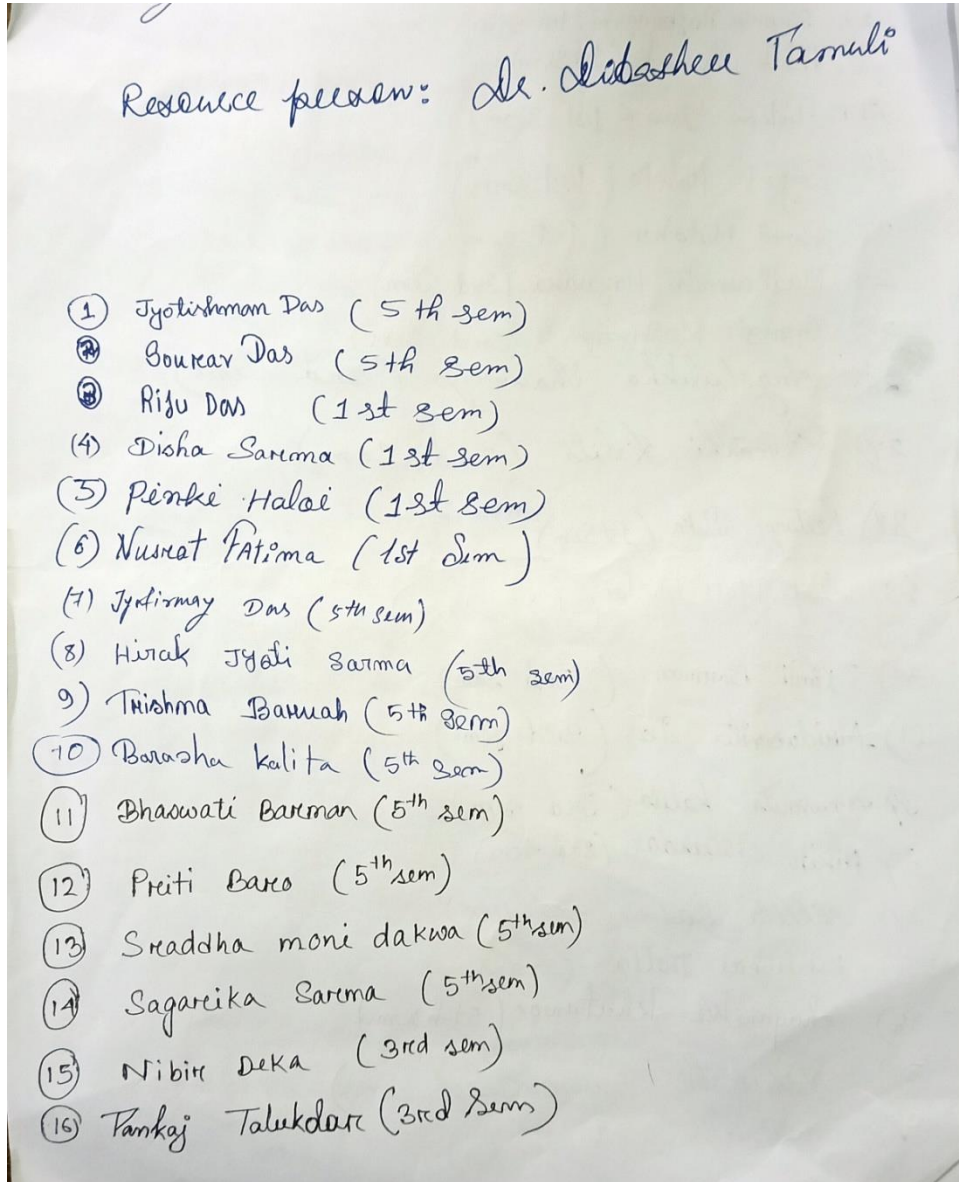 Resource person: Dr. Dibashree Tamuli
1 Jyotishman Das (5th sem)
2 Gourav Das (5th sem)
3 Riju Das (1st sem)
(4) Disha Sarma (1st sem)
(5) Pinki Haloi (1st sem)
(6) Nusrat Fatima (1st Sem)
(7) Jyotirmay Das (5th sem)
(8) Hirak Jyoti Sarma (5th sem)
9) Trishma Baruah (5th sem)
10 Barasha Kalita (5th sem)
11 Bhaswati Barman (5th sem)
12 Priti Baro (5th sem)
13 Sraddha moni dakwa (5th sem)
14 Sagarika Sarma (5th sem)
15 Nibir Deka (3rd sem)
16 Pankaj Talukdar (3rd Sem)